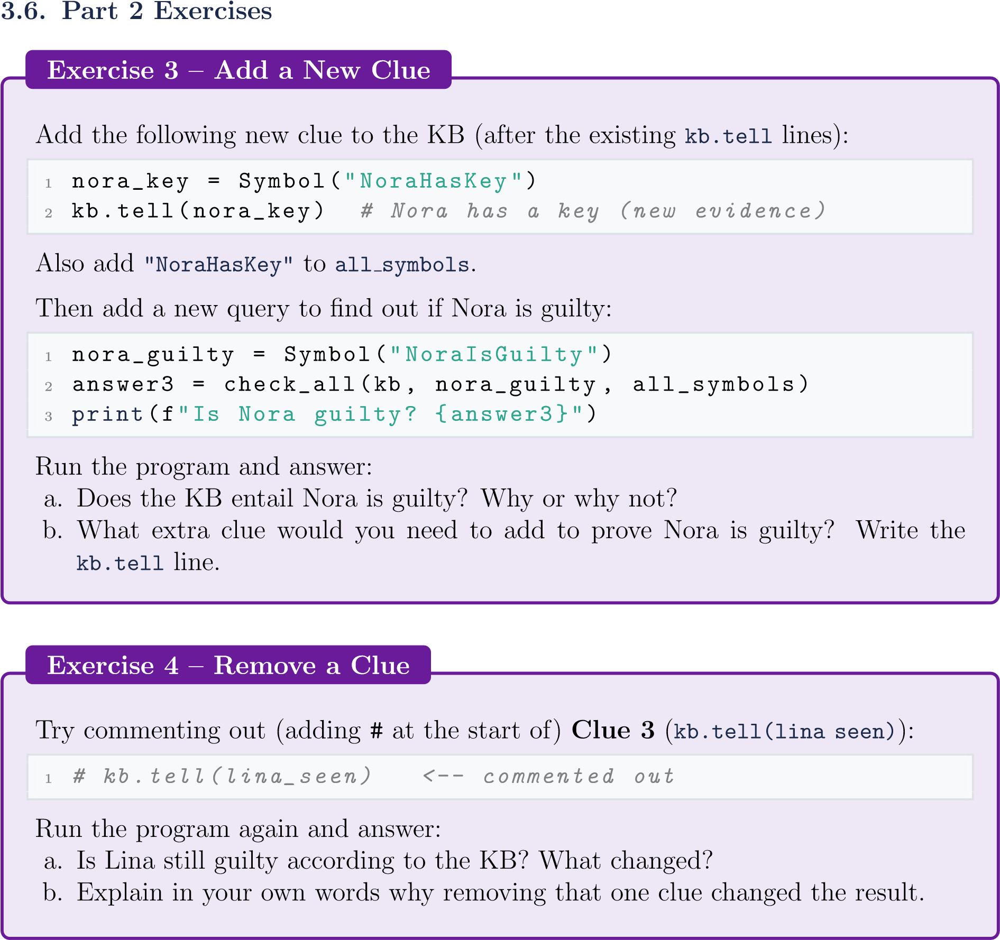 3.6. Part 2 Exercises
Exercise 3 – Add a New Clue
Add the following new clue to the KB (after the existing kb.tell lines):
1 nora_key = Symbol("NoraHasKey")
2 kb.tell(nora_key)  # Nora has a key (new evidence)
Also add "NoraHasKey" to all_symbols.
Then add a new query to find out if Nora is guilty:
1 nora_guilty = Symbol("NoraIsGuilty")
2 answer3 = check_all(kb, nora_guilty, all_symbols)
3 print(f"Is Nora guilty? {answer3}")
Run the program and answer:
a. Does the KB entail Nora is guilty? Why or why not?
b. What extra clue would you need to add to prove Nora is guilty? Write the
kb.tell line.
Exercise 4 – Remove a Clue
Try commenting out (adding # at the start of) Clue 3 (kb.tell(lina seen)):
1 # kb.tell(lina_seen)   <-- commented out
Run the program again and answer:
a. Is Lina still guilty according to the KB? What changed?
b. Explain in your own words why removing that one clue changed the result.